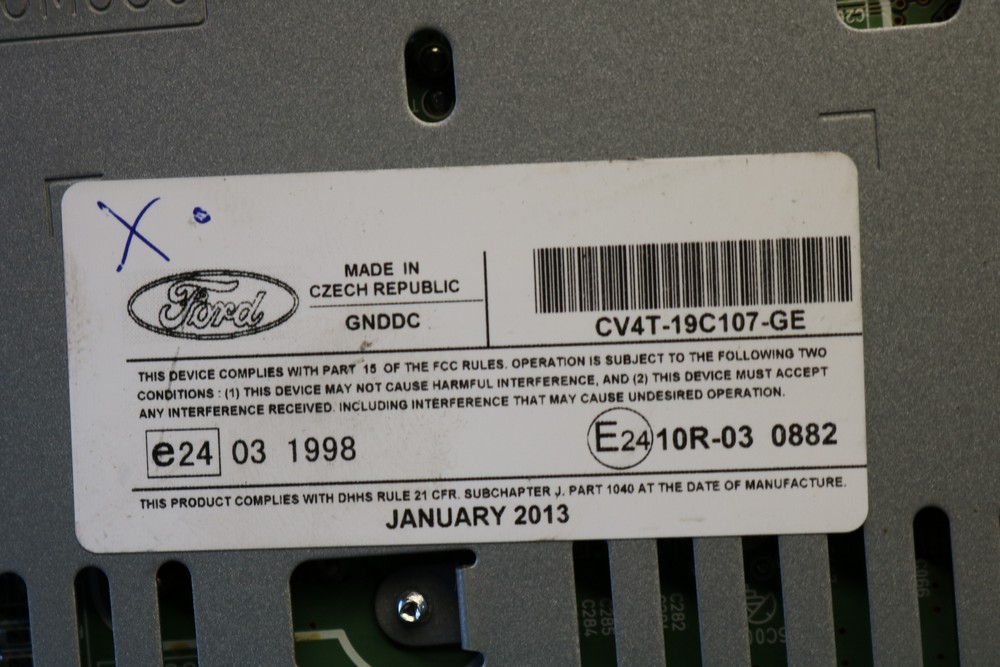 X.
Ford
MADE IN
CZECH REPUBLIC
GNDDC
CV4T-19C107-GE
THIS DEVICE COMPLIES WITH PART 15 OF THE FCC RULES. OPERATION IS SUBJECT TO THE FOLLOWING TWO
CONDITIONS : (1) THIS DEVICE MAY NOT CAUSE HARMFUL INTERFERENCE, AND (2) THIS DEVICE MUST ACCEPT
ANY INTERFERENCE RECEIVED. INCLUDING INTERFERENCE THAT MAY CAUSE UNDESIRED OPERATION.
e24 03 1998
E24 10R-03 0882
THIS PRODUCT COMPLIES WITH DHHS RULE 21 CFR. SUBCHAPTER J. PART 1040 AT THE DATE OF MANUFACTURE.
JANUARY 2013
C284
C285
C282